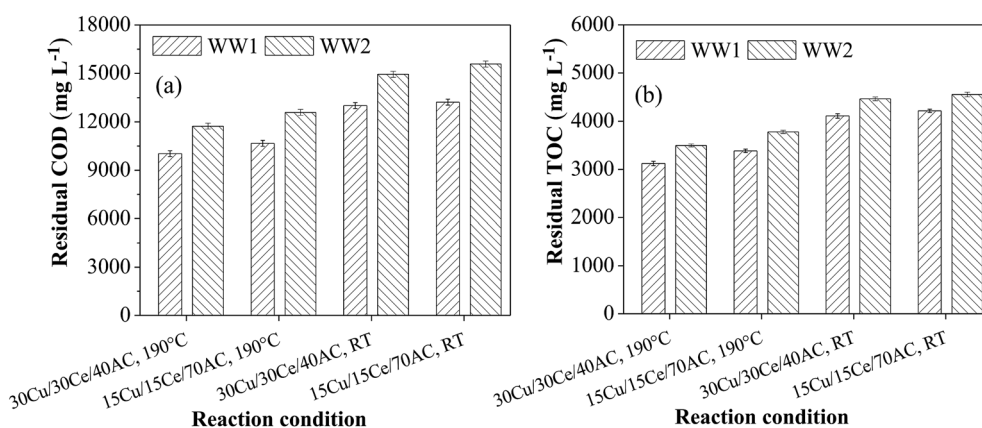 18000
15000
12000
9000
6000
3000
0
Residual COD (mg L⁻¹)
WW1
WW2
(a)
30Cu/30Ce/40AC, 190°C
15Cu/15Ce/70AC, 190°C
30Cu/30Ce/40AC, RT
15Cu/15Ce/70AC, RT
Reaction condition
6000
5000
4000
3000
2000
1000
0
Residual TOC (mg L⁻¹)
WW1
WW2
(b)
30Cu/30Ce/40AC, 190°C
15Cu/15Ce/70AC, 190°C
30Cu/30Ce/40AC, RT
15Cu/15Ce/70AC, RT
Reaction condition